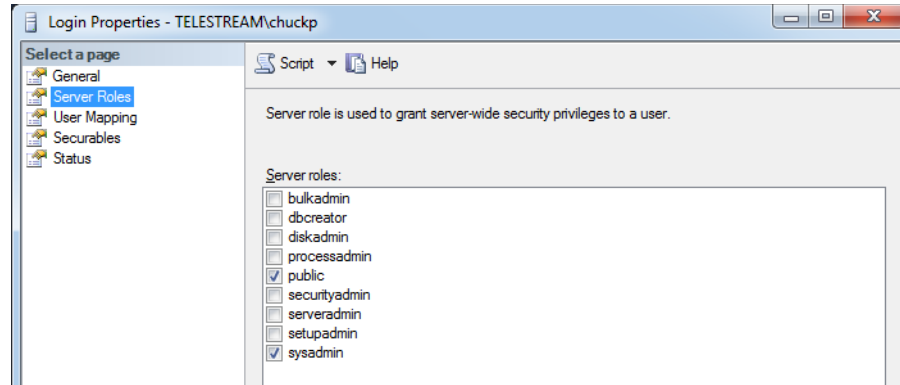 Login Properties - TELESTREAM\chuckp
Select a page
General
Server Roles
User Mapping
Securables
Status
Script
Help
Server role is used to grant server-wide security privileges to a user.
Server roles:
bulkadmin
dbcreator
diskadmin
processadmin
public
securityadmin
serveradmin
setupadmin
sysadmin